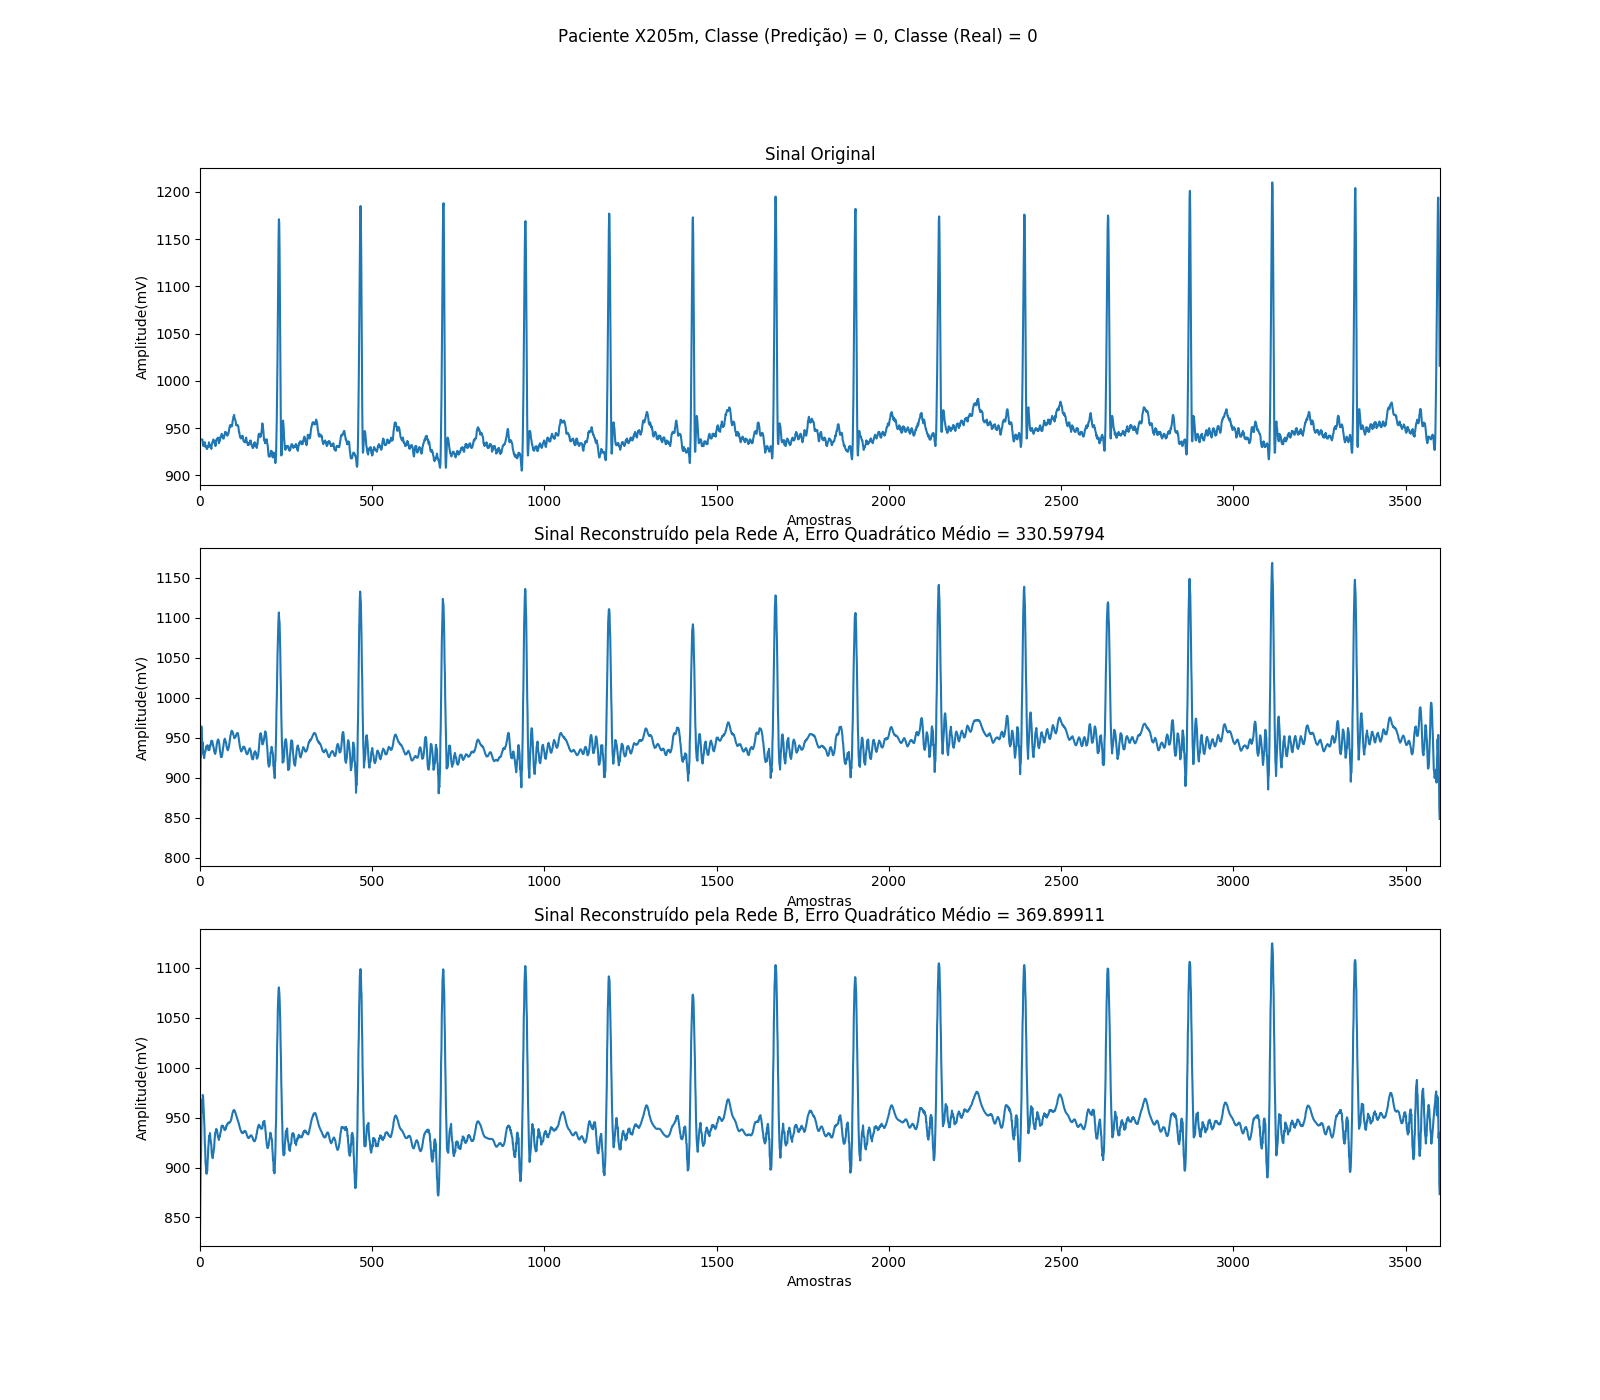 Paciente X205m, Classe (Predição) = 0, Classe (Real) = 0
Sinal Original
Amplitude(mV)
1200
1150
1100
1050
1000
950
900
0 500 1000 1500 2000 2500 3000 3500
Amostras
Sinal Reconstruído pela Rede A, Erro Quadrático Médio = 330.59794
Amplitude(mV)
1150
1100
1050
1000
950
900
850
800
0 500 1000 1500 2000 2500 3000 3500
Amostras
Sinal Reconstruído pela Rede B, Erro Quadrático Médio = 369.89911
Amplitude(mV)
1100
1050
1000
950
900
850
0 500 1000 1500 2000 2500 3000 3500
Amostras